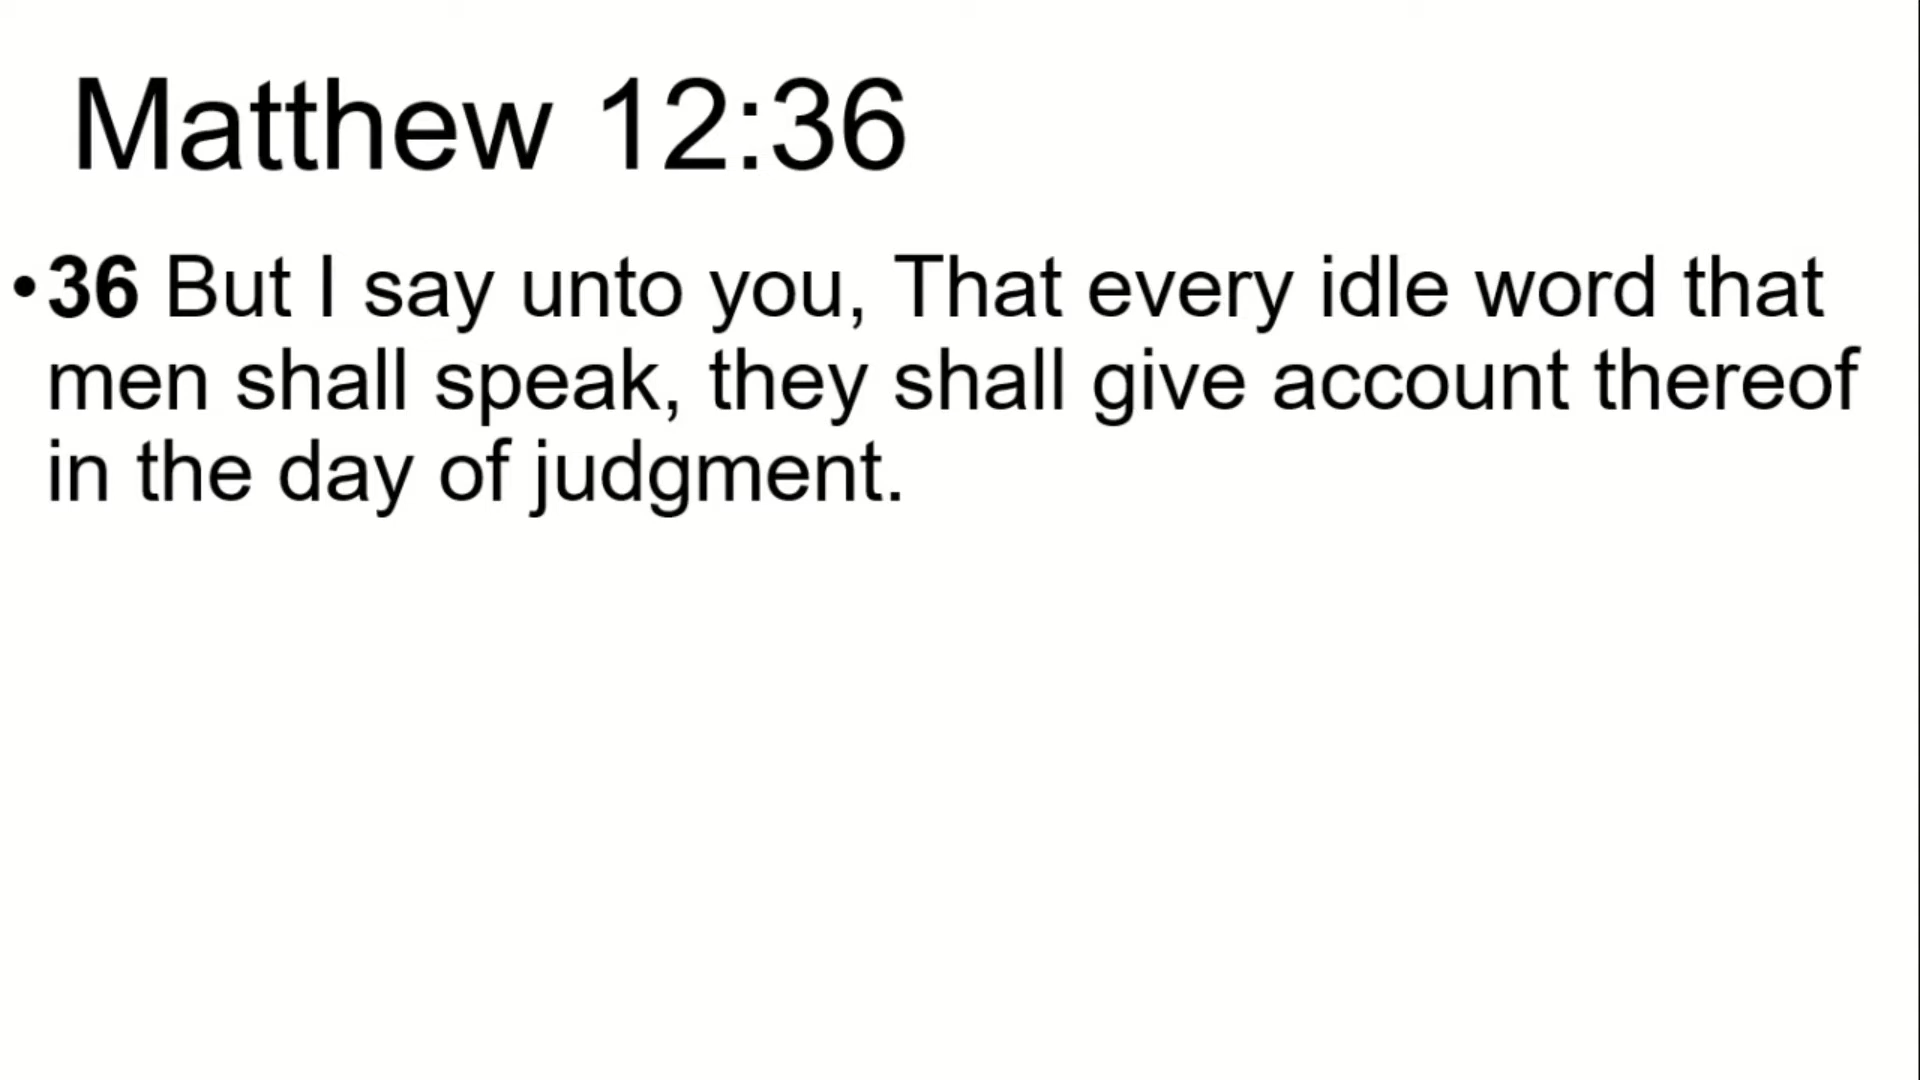 Matthew 12:36
•36 But I say unto you, That every idle word that
men shall speak, they shall give account thereof
in the day of judgment.